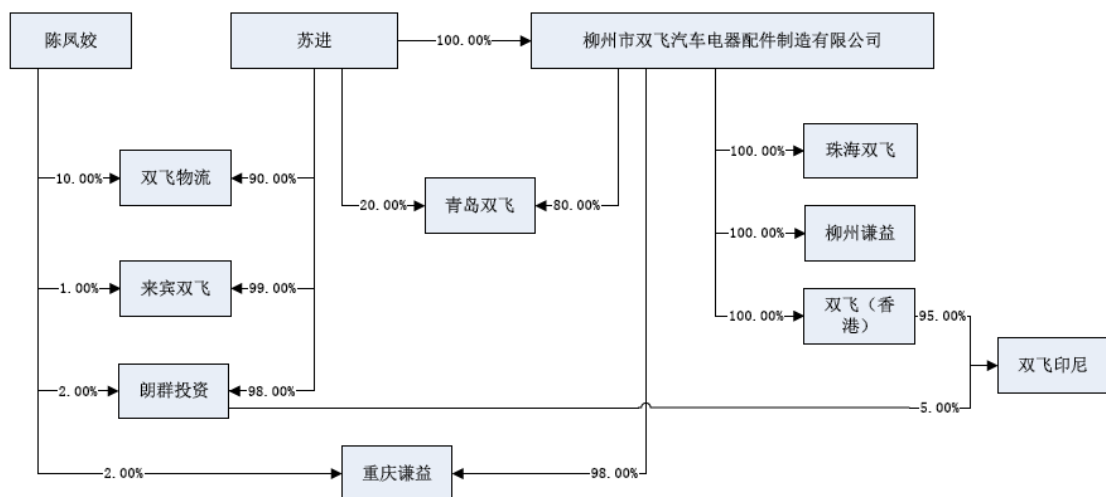 陈凤姣
苏进
100.00%
柳州市双飞汽车电器配件制造有限公司
100.00%
珠海双飞
10.00%
双飞物流
90.00%
20.00%
青岛双飞
80.00%
100.00%
柳州谦益
1.00%
来宾双飞
99.00%
100.00%
双飞（香
港）
95.00%
双飞印尼
2.00%
朗群投资
98.00%
5.00%
2.00%
重庆谦益
98.00%